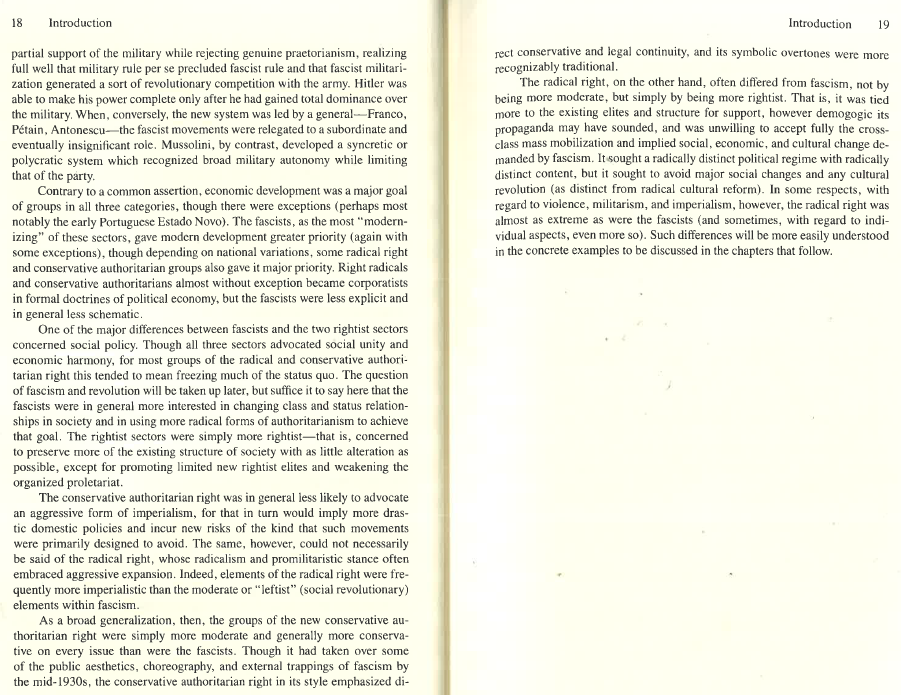 18 Introduction
partial support of the military while rejecting genuine praetorianism, realizing
full well that military rule per se precluded fascist rule and that fascist militari-
zation generated a sort of revolutionary competition with the army. Hitler was
able to make his power complete only after he had gained total dominance over
the military. When, conversely, the new system was led by a general—Franco,
Pétain, Antonescu—the fascist movements were relegated to a subordinate and
eventually insignificant role. Mussolini, by contrast, developed a syncretic or
polycratic system which recognized broad military autonomy while limiting
that of the party.
Contrary to a common assertion, economic development was a major goal
of groups in all three categories, though there were exceptions (perhaps most
notably the early Portuguese Estado Novo). The fascists, as the most “modern-
izing” of these sectors, gave modern development greater priority (again with
some exceptions), though depending on national variations, some radical right
and conservative authoritarian groups also gave it major priority. Right radicals
and conservative authoritarians almost without exception became corporatists
in formal doctrines of political economy, but the fascists were less explicit and
in general less schematic.
One of the major differences between fascists and the two rightist sectors
concerned social policy. Though all three sectors advocated social unity and
economic harmony, for most groups of the radical and conservative authori-
tarian right this tended to mean freezing much of the status quo. The question
of fascism and revolution will be taken up later, but suffice it to say here that the
fascists were in general more interested in changing class and status relation-
ships in society and in using more radical forms of authoritarianism to achieve
that goal. The rightist sectors were simply more rightist—that is, concerned
to preserve more of the existing structure of society with as little alteration as
possible, except for promoting limited new rightist elites and weakening the
organized proletariat.
The conservative authoritarian right was in general less likely to advocate
an aggressive form of imperialism, for that in turn would imply more dras-
tic domestic policies and incur new risks of the kind that such movements
were primarily designed to avoid. The same, however, could not necessarily
be said of the radical right, whose radicalism and promilitaristic stance often
embraced aggressive expansion. Indeed, elements of the radical right were fre-
quently more imperialistic than the moderate or “leftist” (social revolutionary)
elements within fascism.
As a broad generalization, then, the groups of the new conservative au-
thoritarian right were simply more moderate and generally more conserva-
tive on every issue than were the fascists. Though it had taken over some
of the public aesthetics, choreography, and external trappings of fascism by
the mid-1930s, the conservative authoritarian right in its style emphasized di-
Introduction 19
rect conservative and legal continuity, and its symbolic overtones were more
recognizably traditional.
The radical right, on the other hand, often differed from fascism, not by
being more moderate, but simply by being more rightist. That is, it was tied
more to the existing elites and structure for support, however demogogic its
propaganda may have sounded, and was unwilling to accept fully the cross-
class mass mobilization and implied social, economic, and cultural change de-
manded by fascism. It sought a radically distinct political regime with radically
distinct content, but it sought to avoid major social changes and any cultural
revolution (as distinct from radical cultural reform). In some respects, with
regard to violence, militarism, and imperialism, however, the radical right was
almost as extreme as were the fascists (and sometimes, with regard to indi-
vidual aspects, even more so). Such differences will be more easily understood
in the concrete examples to be discussed in the chapters that follow.